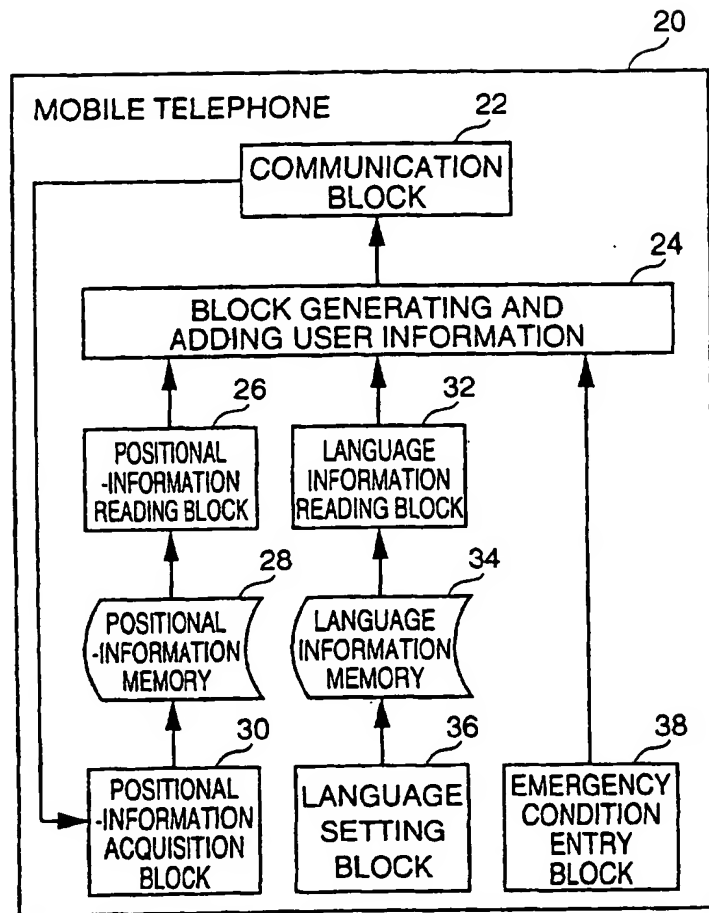 20
MOBILE TELEPHONE
22
COMMUNICATION
BLOCK
24
BLOCK GENERATING AND
ADDING USER INFORMATION
26
POSITIONAL
-INFORMATION
READING BLOCK
32
LANGUAGE
INFORMATION
READING BLOCK
28
POSITIONAL
-INFORMATION
MEMORY
34
LANGUAGE
INFORMATION
MEMORY
30
POSITIONAL
-INFORMATION
ACQUISITION
BLOCK
36
LANGUAGE
SETTING
BLOCK
38
EMERGENCY
CONDITION
ENTRY
BLOCK